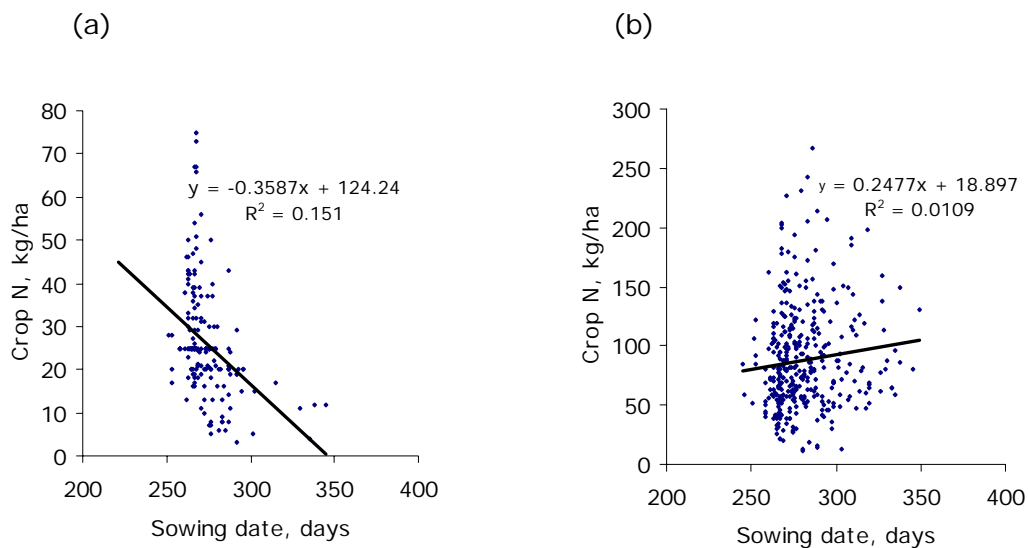 (a)
80
70
60
50
40
30
20
10
0
Crop N, kg/ha
y = -0.3587x + 124.24
R² = 0.151
200 250 300 350 400
Sowing date, days
(b)
300
250
200
150
100
50
0
Crop N, kg/ha
y = 0.2477x + 18.897
R² = 0.0109
200 250 300 350 400
Sowing date, days